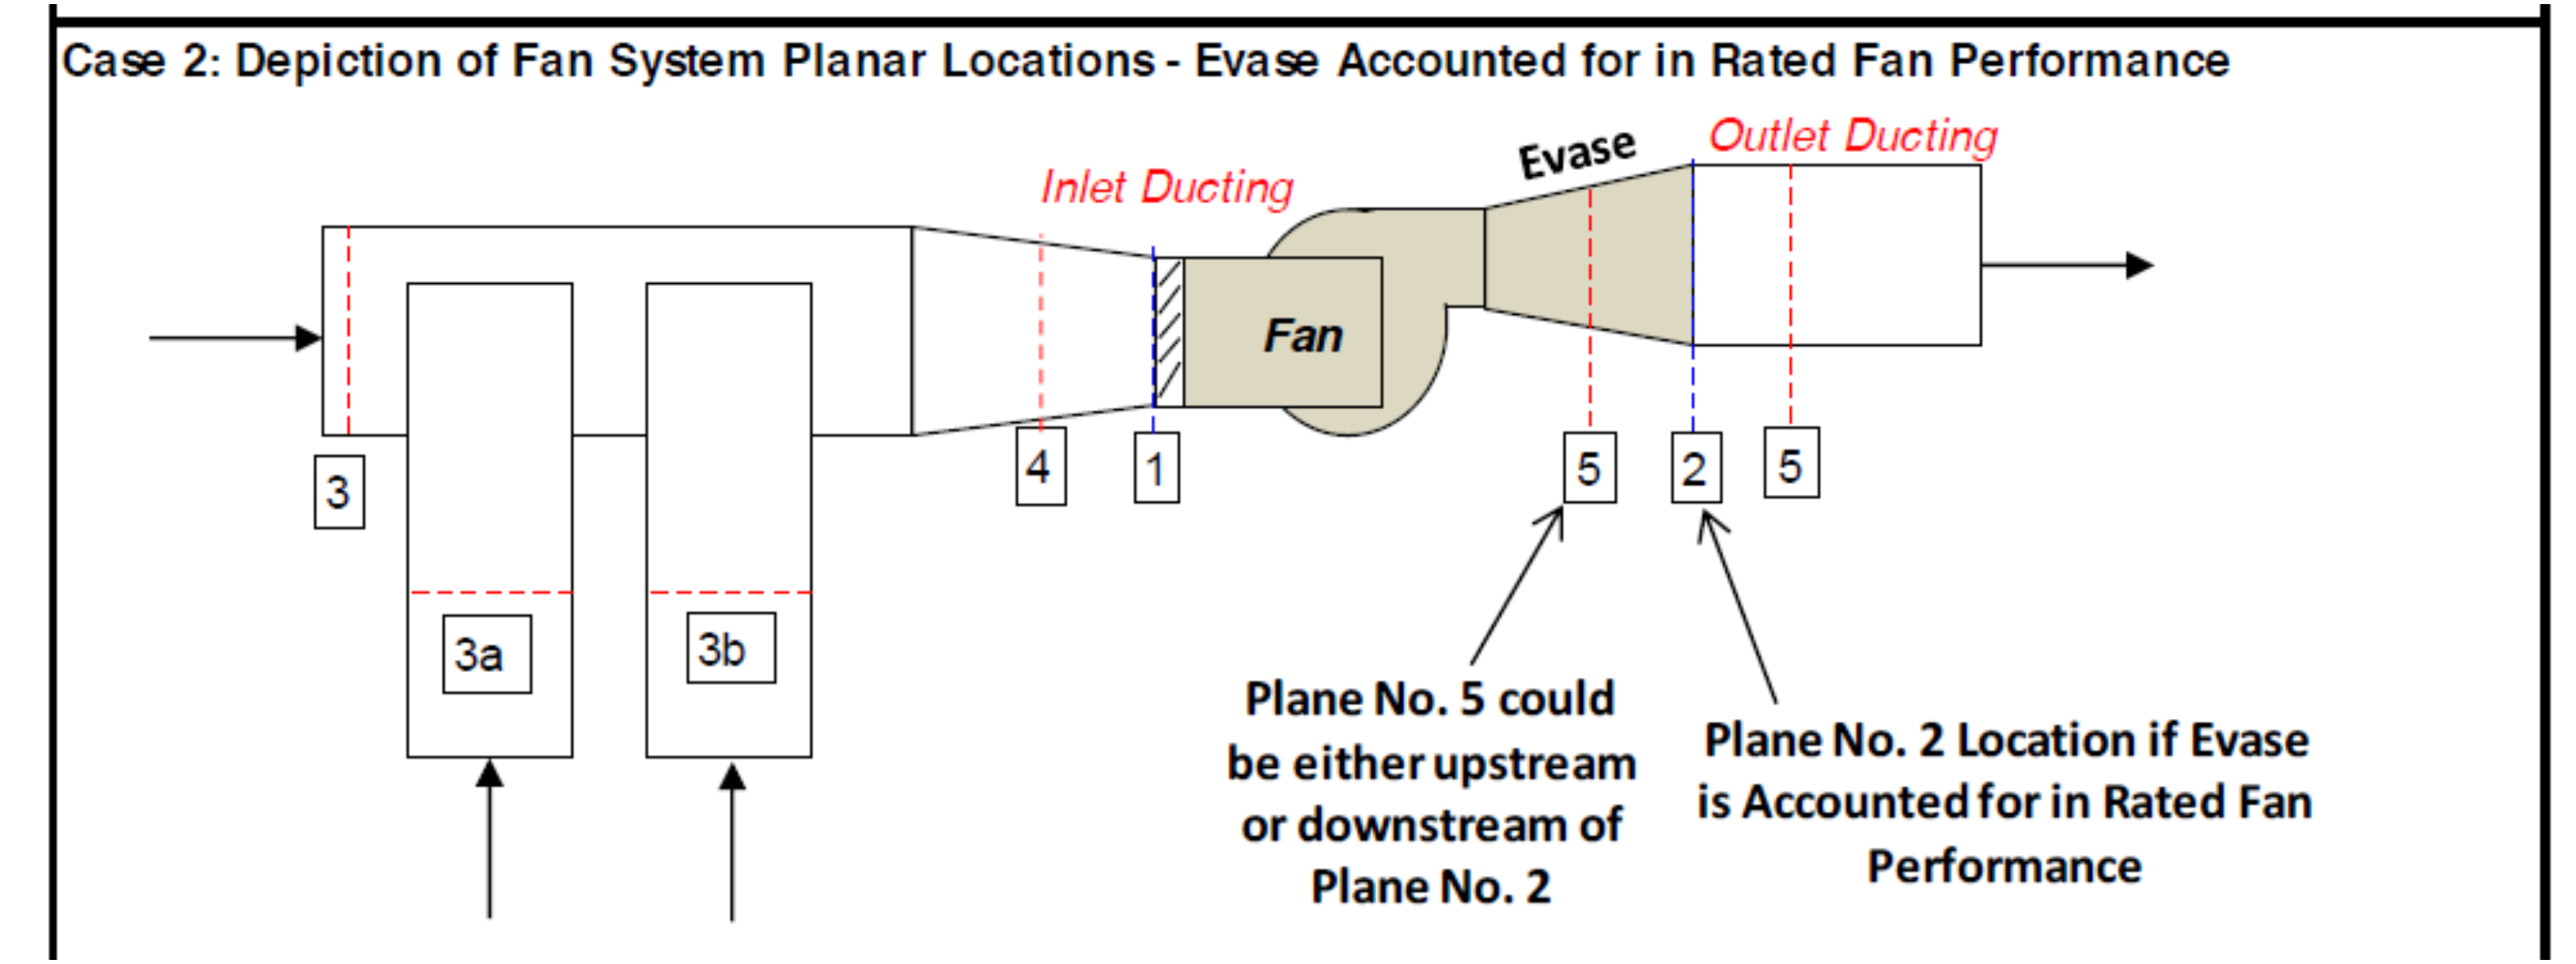 Case 2: Depiction of Fan System Planar Locations - Evase Accounted for in Rated Fan Performance
Outlet Ducting
Evase
Inlet Ducting
Fan
3
4
1
5
2
5
3a
3b
Plane No. 5 could
be either upstream
or downstream of
Plane No. 2
Plane No. 2 Location if Evase
is Accounted for in Rated Fan
Performance